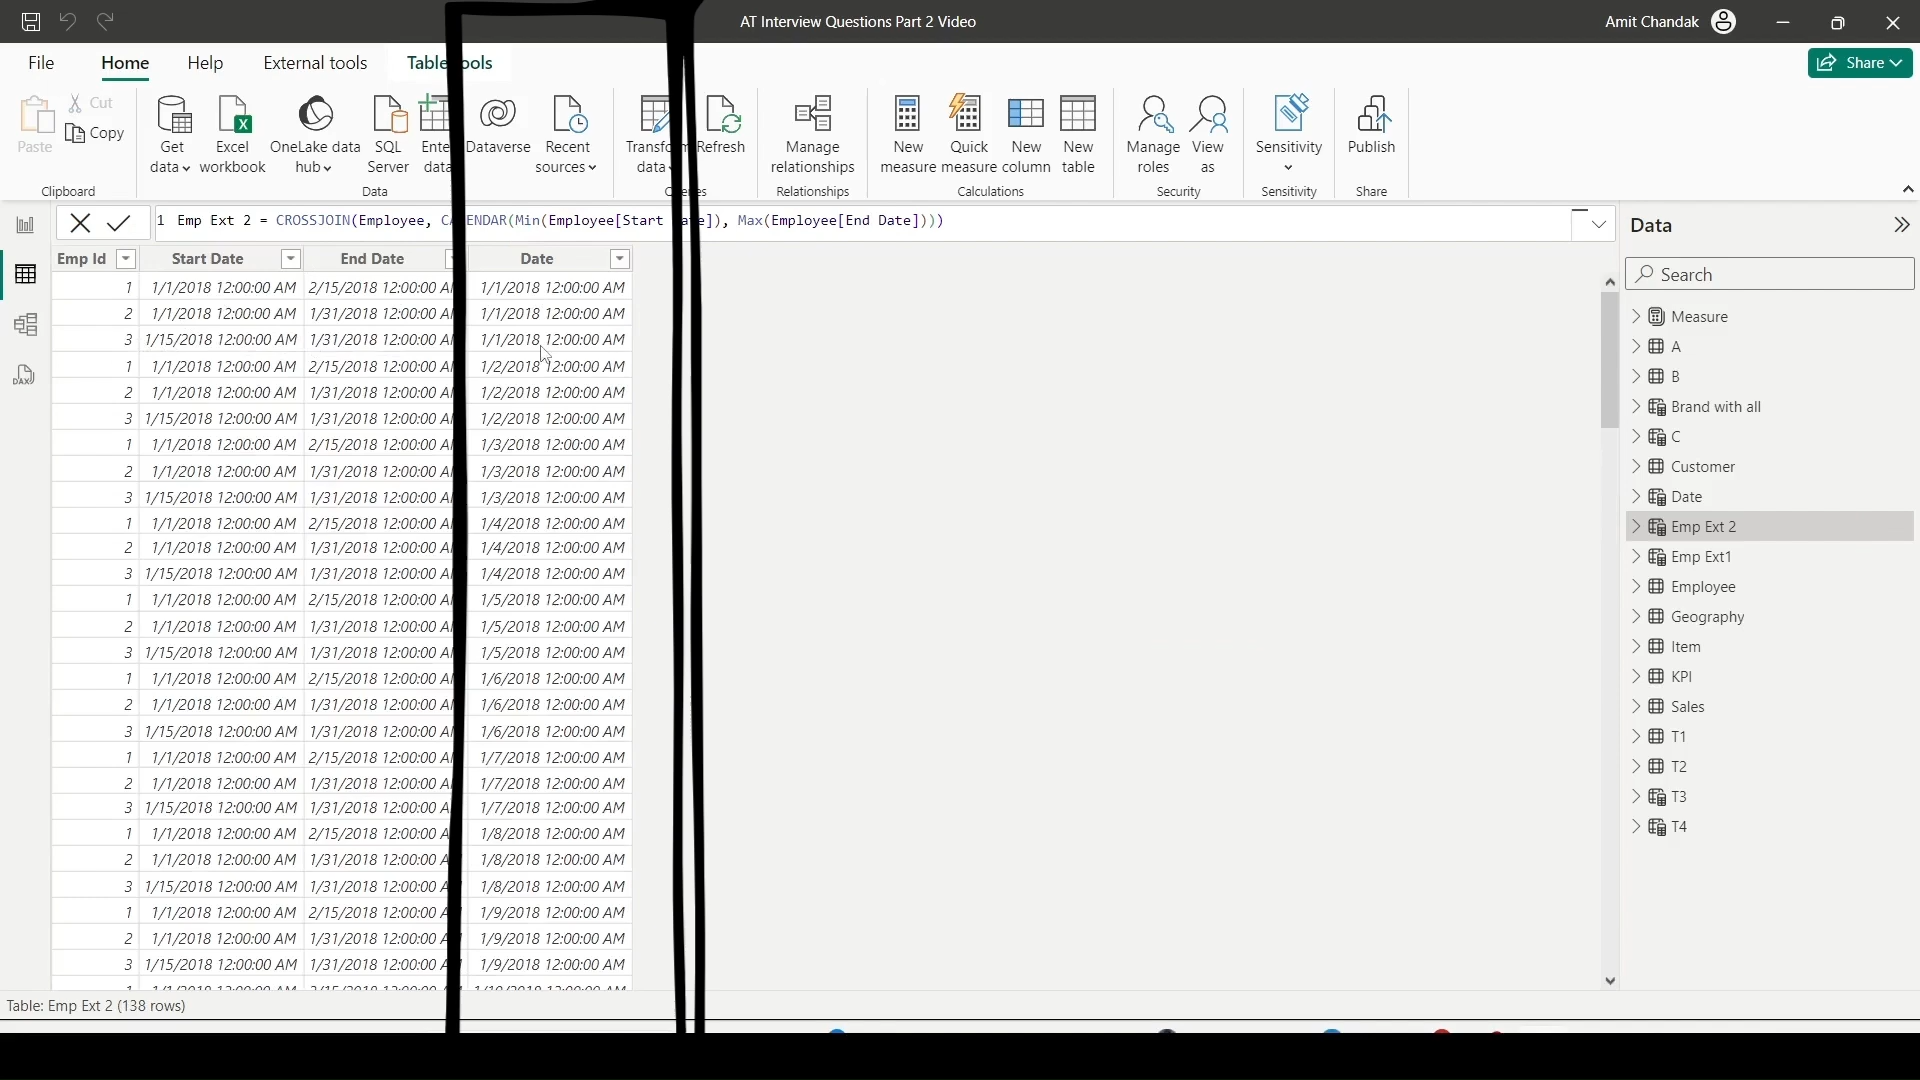 AT Interview Questions Part 2 Video
Amit Chandak
File Home Help External tools Table tools
Share
Paste
Cut
Copy
Get data
Excel workbook
OneLake data hub
SQL Server
Dataverse
Recent sources
Refresh
Manage relationships
New measure
Quick measure
New column
New table
Manage roles
View as
Sensitivity
Publish
Clipboard
Data
Relationships
Calculations
Security
Sensitivity
Share
1 Emp Ext 2 = CROSSJOIN(Employee, CALENDAR(Min(Employee[Start Date]), Max(Employee[End Date])))
Emp Id Start Date End Date Date
1 1/1/2018 12:00:00 AM 2/15/2018 12:00:00 AM 1/1/2018 12:00:00 AM
2 1/1/2018 12:00:00 AM 1/31/2018 12:00:00 AM 1/1/2018 12:00:00 AM
3 1/15/2018 12:00:00 AM 1/31/2018 12:00:00 AM 1/1/2018 12:00:00 AM
1 1/1/2018 12:00:00 AM 2/15/2018 12:00:00 AM 1/2/2018 12:00:00 AM
2 1/1/2018 12:00:00 AM 1/31/2018 12:00:00 AM 1/2/2018 12:00:00 AM
3 1/15/2018 12:00:00 AM 1/31/2018 12:00:00 AM 1/2/2018 12:00:00 AM
1 1/1/2018 12:00:00 AM 2/15/2018 12:00:00 AM 1/3/2018 12:00:00 AM
2 1/1/2018 12:00:00 AM 1/31/2018 12:00:00 AM 1/3/2018 12:00:00 AM
3 1/15/2018 12:00:00 AM 1/31/2018 12:00:00 AM 1/3/2018 12:00:00 AM
1 1/1/2018 12:00:00 AM 2/15/2018 12:00:00 AM 1/4/2018 12:00:00 AM
2 1/1/2018 12:00:00 AM 1/31/2018 12:00:00 AM 1/4/2018 12:00:00 AM
3 1/15/2018 12:00:00 AM 1/31/2018 12:00:00 AM 1/4/2018 12:00:00 AM
1 1/1/2018 12:00:00 AM 2/15/2018 12:00:00 AM 1/5/2018 12:00:00 AM
2 1/1/2018 12:00:00 AM 1/31/2018 12:00:00 AM 1/5/2018 12:00:00 AM
3 1/15/2018 12:00:00 AM 1/31/2018 12:00:00 AM 1/5/2018 12:00:00 AM
1 1/1/2018 12:00:00 AM 2/15/2018 12:00:00 AM 1/6/2018 12:00:00 AM
2 1/1/2018 12:00:00 AM 1/31/2018 12:00:00 AM 1/6/2018 12:00:00 AM
3 1/15/2018 12:00:00 AM 1/31/2018 12:00:00 AM 1/6/2018 12:00:00 AM
1 1/1/2018 12:00:00 AM 2/15/2018 12:00:00 AM 1/7/2018 12:00:00 AM
2 1/1/2018 12:00:00 AM 1/31/2018 12:00:00 AM 1/7/2018 12:00:00 AM
3 1/15/2018 12:00:00 AM 1/31/2018 12:00:00 AM 1/7/2018 12:00:00 AM
1 1/1/2018 12:00:00 AM 2/15/2018 12:00:00 AM 1/8/2018 12:00:00 AM
2 1/1/2018 12:00:00 AM 1/31/2018 12:00:00 AM 1/8/2018 12:00:00 AM
3 1/15/2018 12:00:00 AM 1/31/2018 12:00:00 AM 1/8/2018 12:00:00 AM
1 1/1/2018 12:00:00 AM 2/15/2018 12:00:00 AM 1/9/2018 12:00:00 AM
2 1/1/2018 12:00:00 AM 1/31/2018 12:00:00 AM 1/9/2018 12:00:00 AM
3 1/15/2018 12:00:00 AM 1/31/2018 12:00:00 AM 1/9/2018 12:00:00 AM
Data
Search
Measure
A
B
Brand with all
C
Customer
Date
Emp Ext 2
Emp Ext1
Employee
Geography
Item
KPI
Sales
T1
T2
T3
T4
Table: Emp Ext 2 (138 rows)